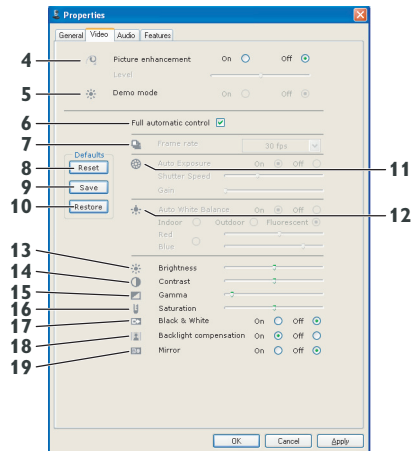 Properties
General Video Audio Features
4 Picture enhancement On Off
Level
5 Demo mode On Off
6 Full automatic control
7 Frame rate 30 fps
Defaults
8 Reset
9 Save
10 Restore
Auto Exposure On Off 11
Shutter Speed
Gain
Auto White Balance On Off 12
Indoor Outdoor Fluorescent
Red
Blue
13 Brightness
14 Contrast
15 Gamma
16 Saturation
17 Black & White On Off
18 Backlight compensation On Off
19 Mirror On Off
OK Cancel Apply